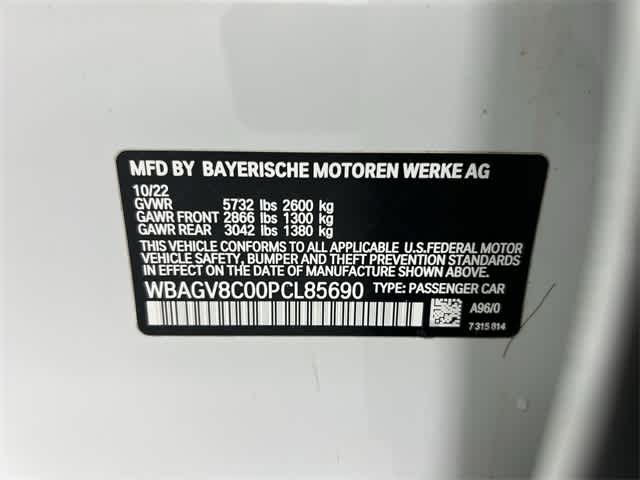 MFD BY BAYERISCHE MOTOREN WERKE AG
10/22
GVWR 5732 lbs 2600 kg
GAWR FRONT 2866 lbs 1300 kg
GAWR REAR 3042 lbs 1380 kg
THIS VEHICLE CONFORMS TO ALL APPLICABLE U.S.FEDERAL MOTOR
VEHICLE SAFETY, BUMPER AND THEFT PREVENTION STANDARDS
IN EFFECT ON THE DATE OF MANUFACTURE SHOWN ABOVE.
WBAGV8C00PCL85690 TYPE: PASSENGER CAR
A96/0
7 315 814